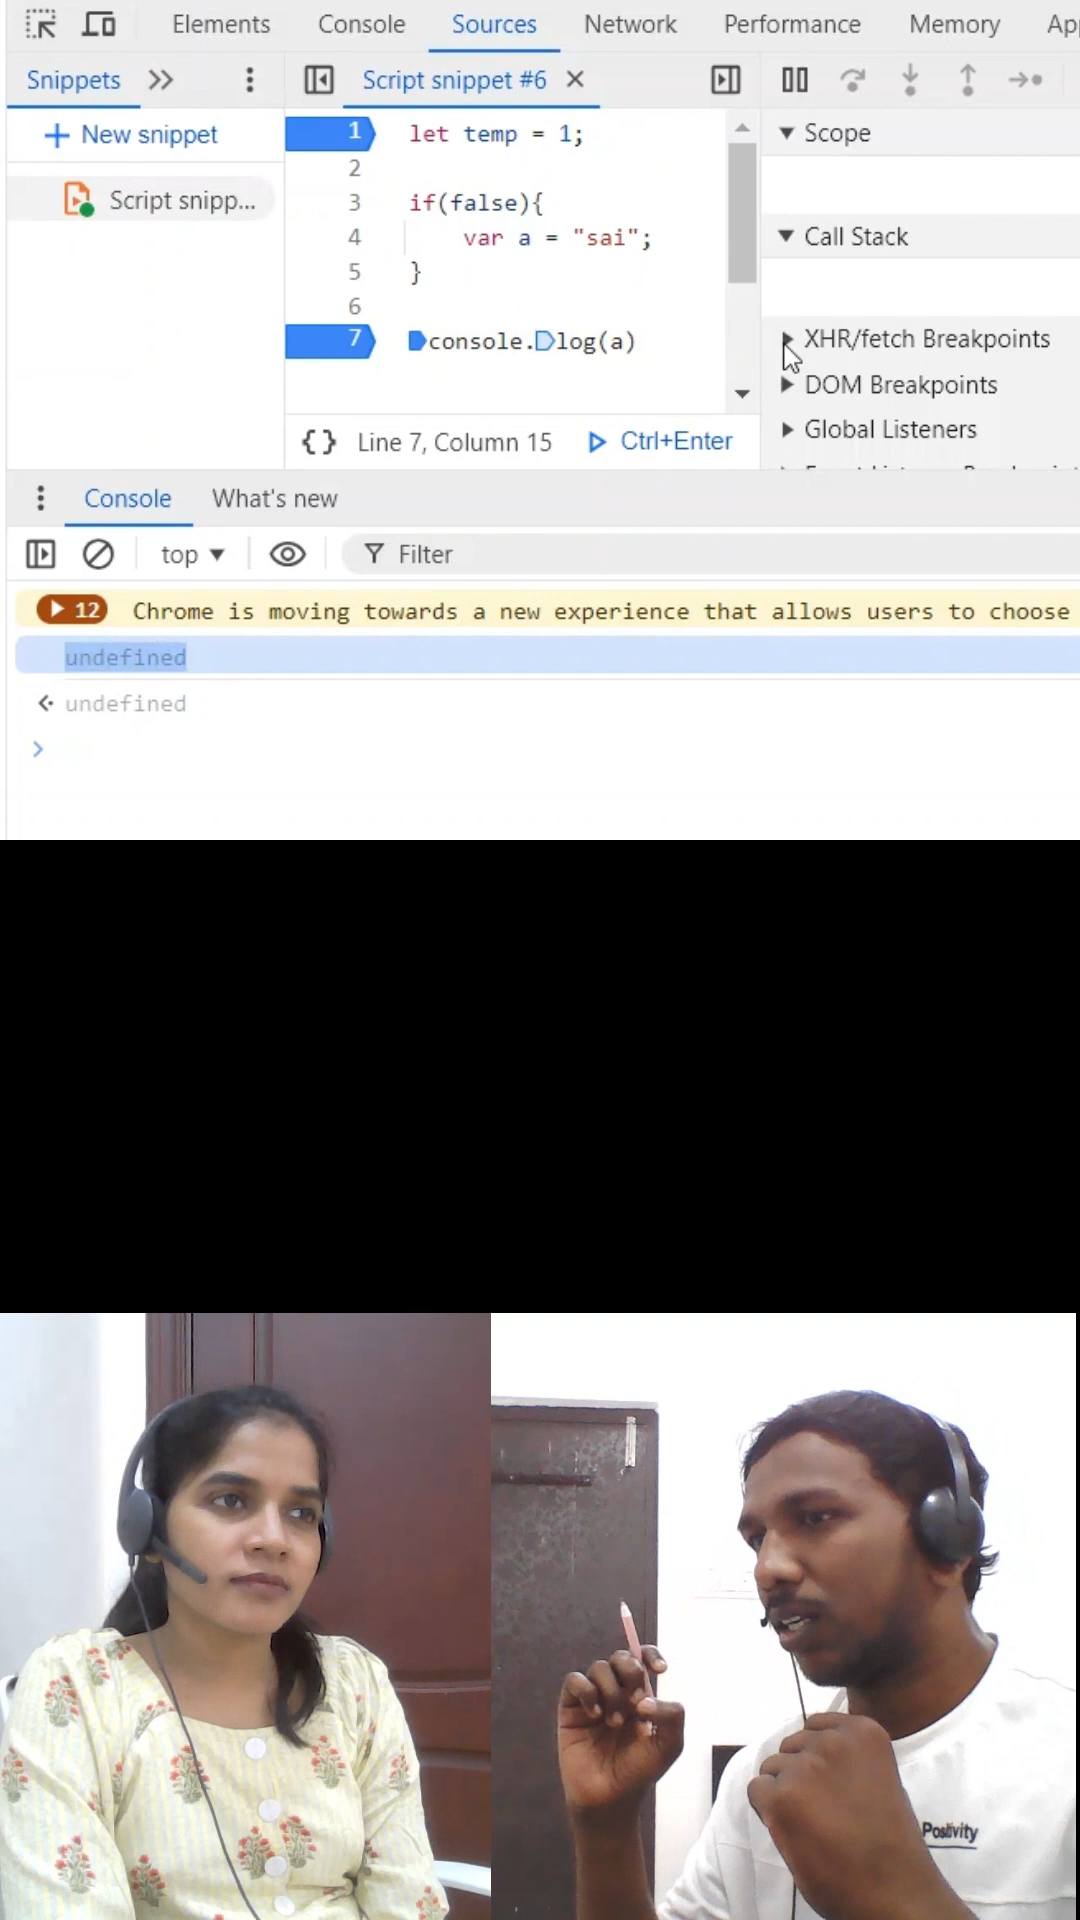 Elements Console Sources Network Performance Memory
Snippets Script snippet #6
New snippet
Script snipp...
1 let temp = 1;
2
3 if(false){
4 var a = "sai";
5 }
6
7 console.log(a)
{ } Line 7, Column 15 Ctrl+Enter
Scope
Call Stack
XHR/fetch Breakpoints
DOM Breakpoints
Global Listeners
Console What's new
top Filter
12 Chrome is moving towards a new experience that allows users to choose
undefined
undefined
Positivity